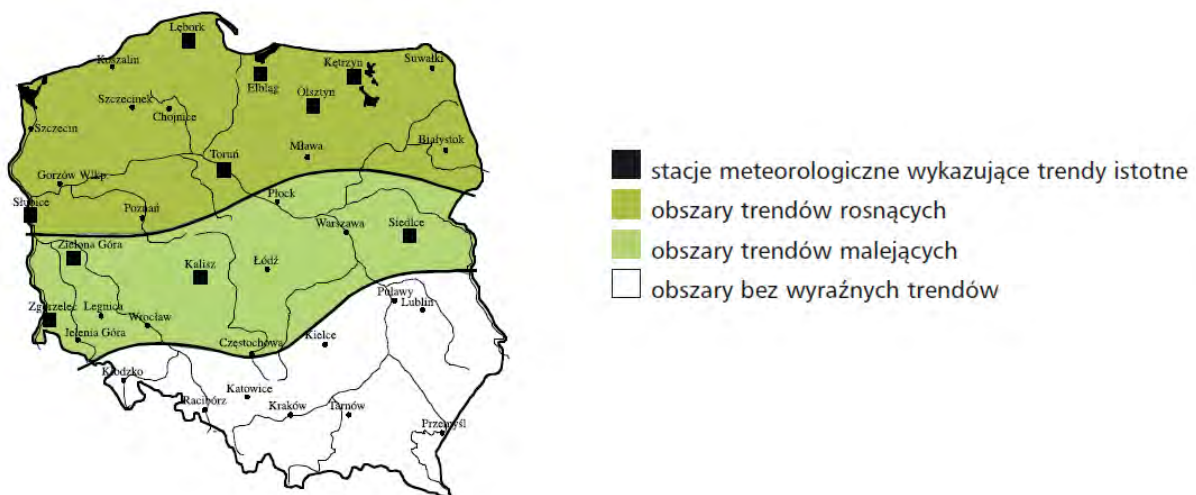 Lębork
Koszalin
Kętrzyn
Suwałki
Elbląg
Olsztyn
Szczecinek
Chojnice
Szczecin
Białystok
Mława
Toruń
Gorzów Wlkp.
Płock
Słubice
Poznań
Warszawa
Siedlce
Zielona Góra
Łódź
Kalisz
Puławy
Lublin
Zgorzelec
Legnica
Wrocław
Jelenia Góra
Częstochowa
Kielce
Kłodzko
Katowice
Racibórz
Kraków
Tarnów
Przemyśl
stacje meteorologiczne wykazujące trendy istotne
obszary trendów rosnących
obszary trendów malejących
obszary bez wyraźnych trendów